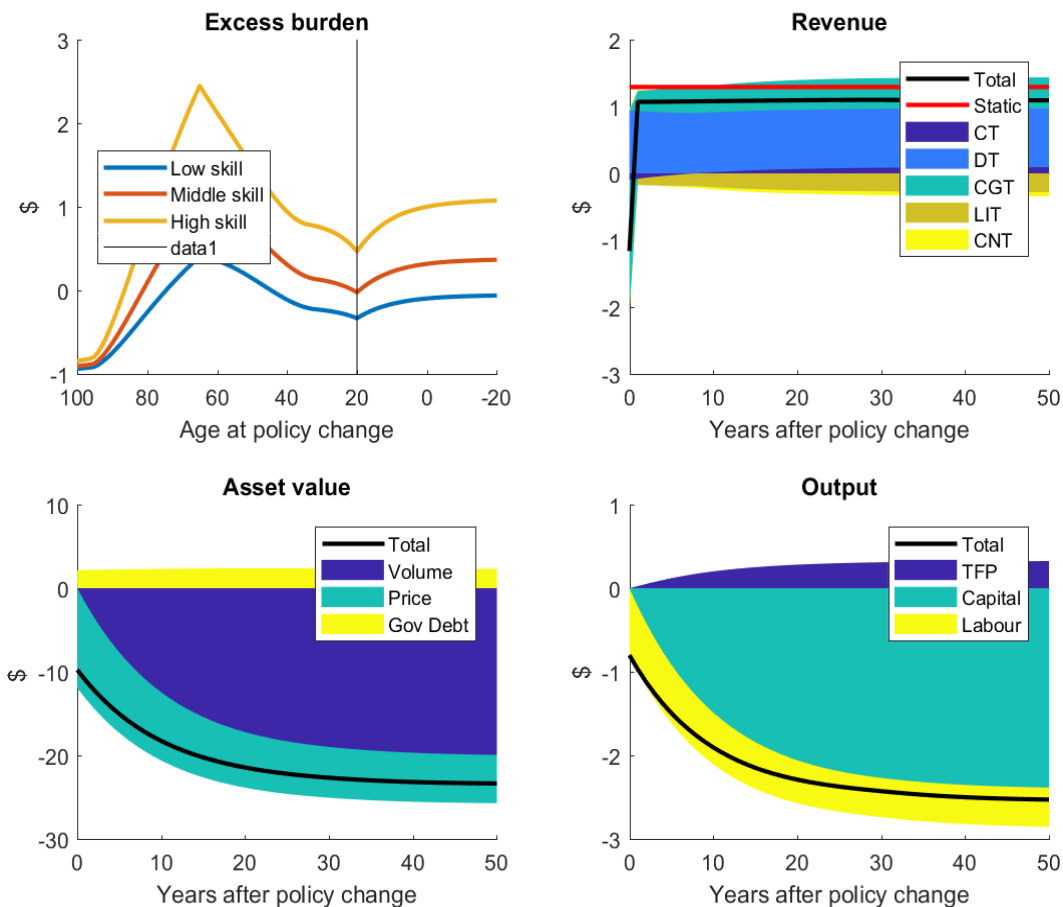 Excess burden
3
2
1
0
-1
$
Low skill
Middle skill
High skill
data1
100
80
60
40
20
0
-20
Age at policy change
Revenue
2
1
0
-1
-2
-3
$
Total
Static
CT
DT
CGT
LIT
CNT
0
10
20
30
40
50
Years after policy change
Asset value
10
0
-10
-20
-30
$
Total
Volume
Price
Gov Debt
0
10
20
30
40
50
Years after policy change
Output
1
0
-1
-2
-3
$
Total
TFP
Capital
Labour
0
10
20
30
40
50
Years after policy change